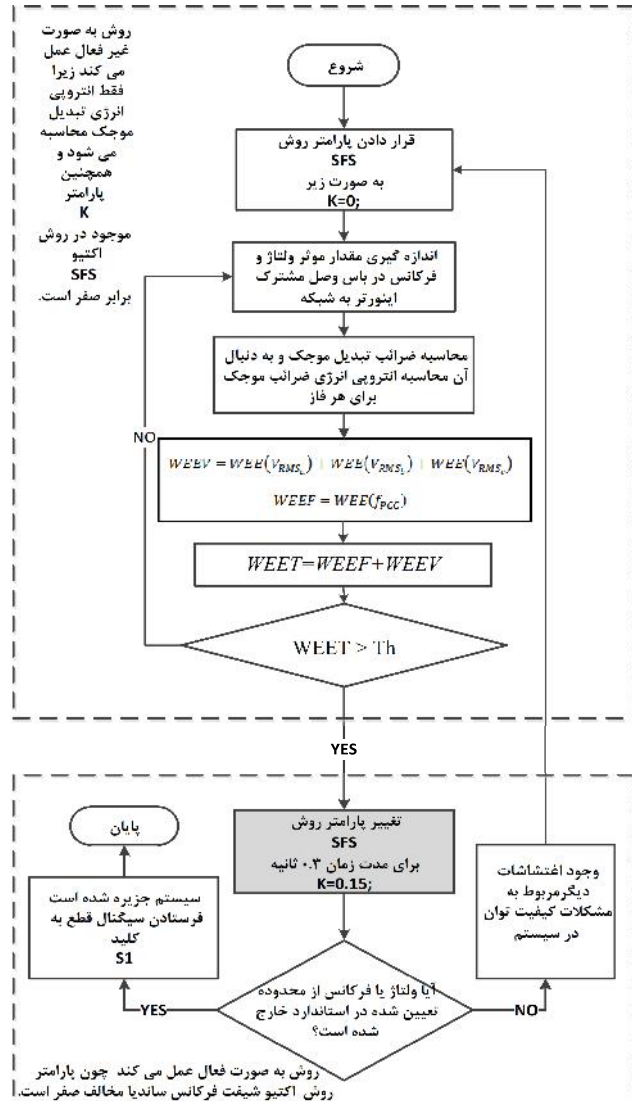 روش به صورت
غیر فعال عمل
می کند زیرا
فقط انتروپی
انرژی تبدیل
موجک محاسبه
می شود و
همچنین
پارامتر
K
موجود در روش
اکتیو
SFS
برابر صفر است.
شروع
قرار دادن پارامتر روش
SFS
به صورت زیر
K=0;
اندازه گیری مقدار موثر ولتاژ و
فرکانس در باس وصل مشترک
اینورتر به شبکه
محاسبه ضرائب تبدیل موجک و به دنبال
آن محاسبه انتروپی انرژی ضرائب موجک
برای هر فاز
WEEV = WEE(V_RMS) + WEE(V_RMS) + WEE(V_RMS)
WEEF = WEE(f_PCC)
WEET=WEEF+WEEV
WEET > Th
NO
YES
تغییر پارامتر روش
SFS
برای مدت زمان ۰.۳ ثانیه
K=0.15;
آیا ولتاژ یا فرکانس از محدوده
تعیین شده در استاندارد خارج
شده است؟
YES
سیستم جزیره شده است
فرستادن سیگنال قطع به
کلید
S1
پایان
NO
وجود اغتشاشات
دیگرمربوط به
مشکلات کیفیت توان
در سیستم
روش به صورت فعال عمل می کند چون پارامتر
روش اکتیو شیفت فرکانس ساندیا مخالف صفر است.